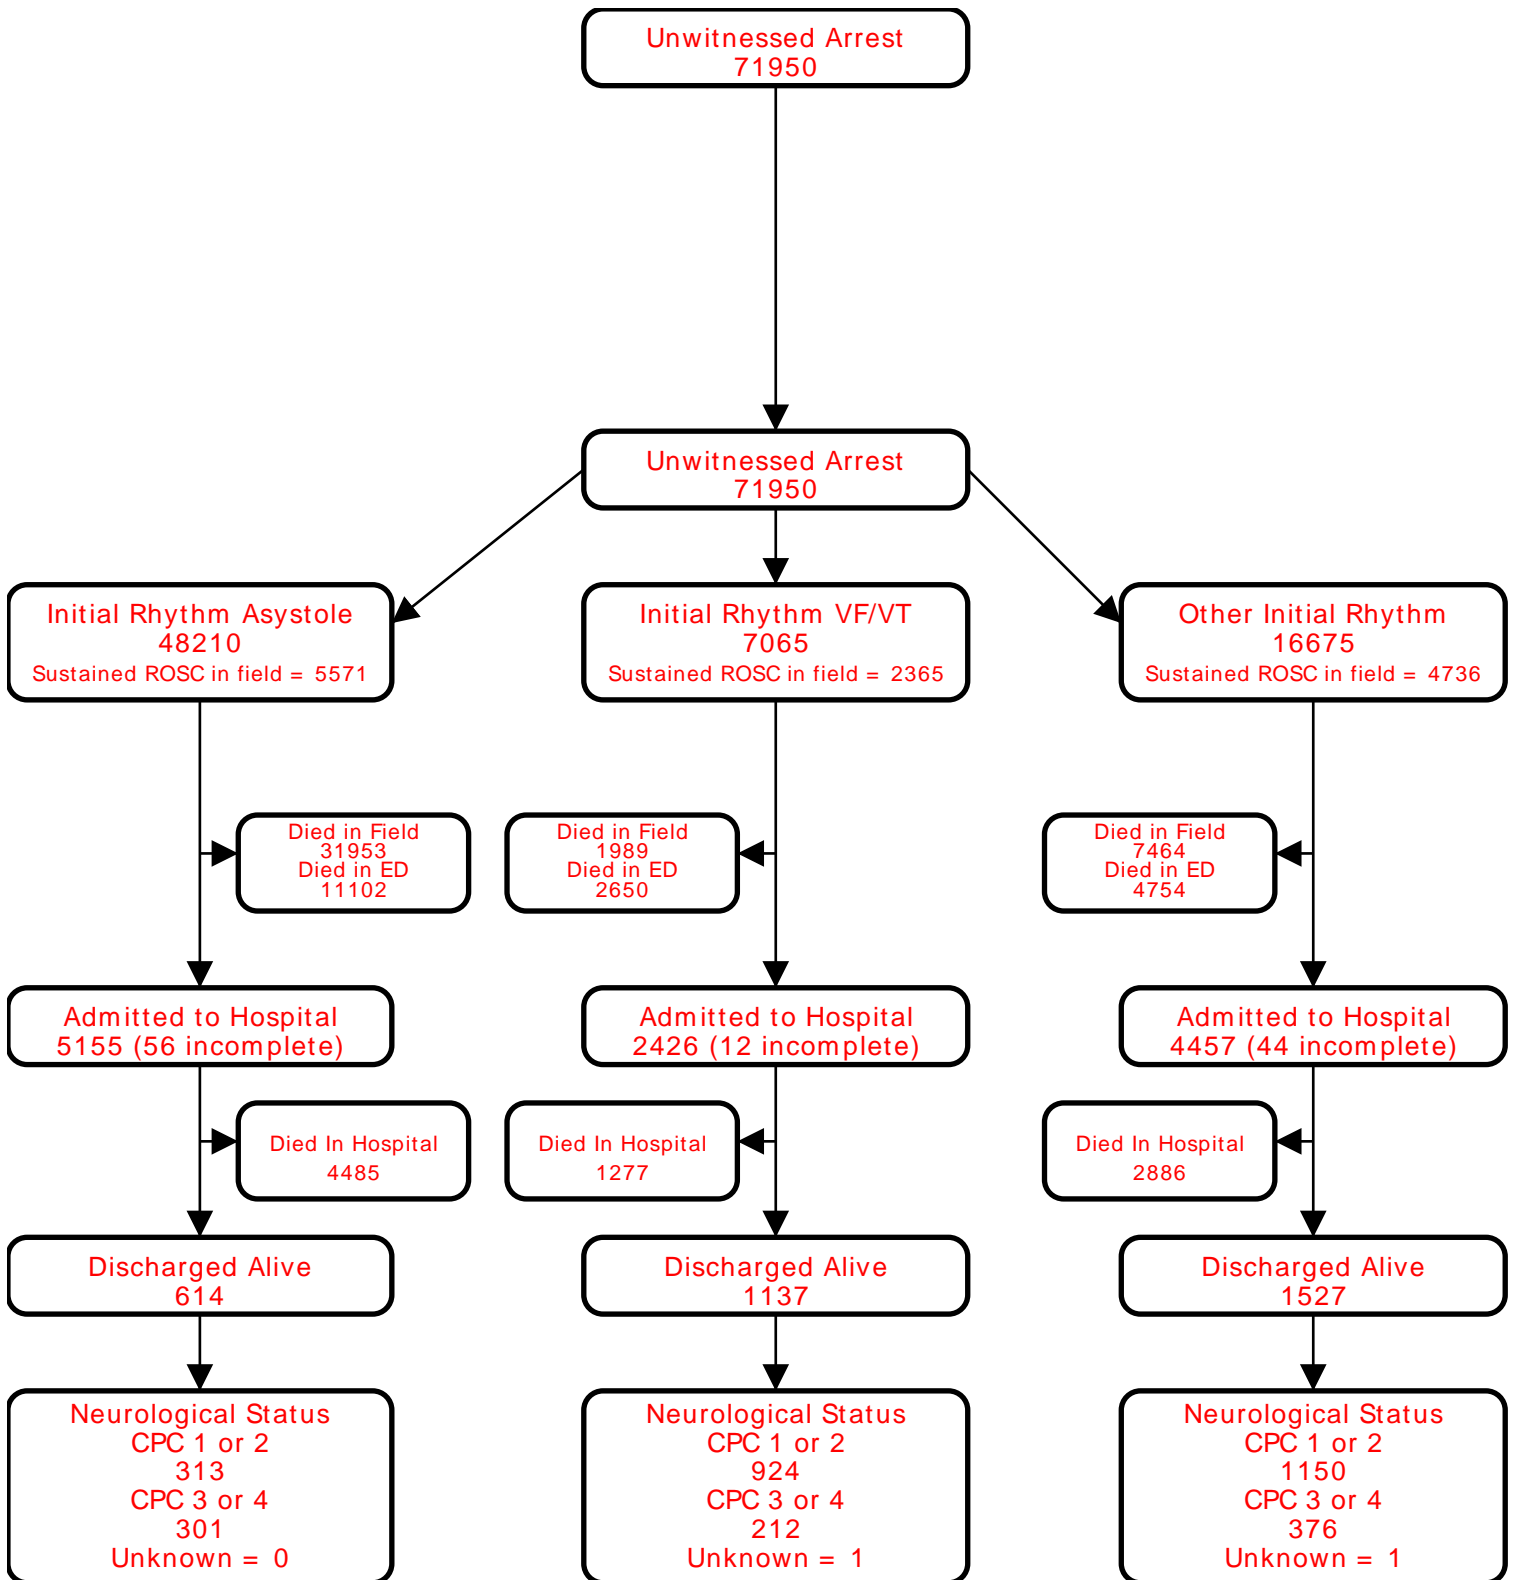 Unwitnessed Arrest
71950
Unwitnessed Arrest
71950
Initial Rhythm Asystole
48210
Sustained ROSC in field = 5571
Initial Rhythm VF/VT
7065
Sustained ROSC in field = 2365
Other Initial Rhythm
16675
Sustained ROSC in field = 4736
Died in Field
31953
Died in ED
11102
Died in Field
1989
Died in ED
2650
Died in Field
7464
Died in ED
4754
Admitted to Hospital
5155 (56 incomplete)
Admitted to Hospital
2426 (12 incomplete)
Admitted to Hospital
4457 (44 incomplete)
Died In Hospital
4485
Died In Hospital
1277
Died In Hospital
2886
Discharged Alive
614
Discharged Alive
1137
Discharged Alive
1527
Neurological Status
CPC 1 or 2
313
CPC 3 or 4
301
Unknown = 0
Neurological Status
CPC 1 or 2
924
CPC 3 or 4
212
Unknown = 1
Neurological Status
CPC 1 or 2
1150
CPC 3 or 4
376
Unknown = 1